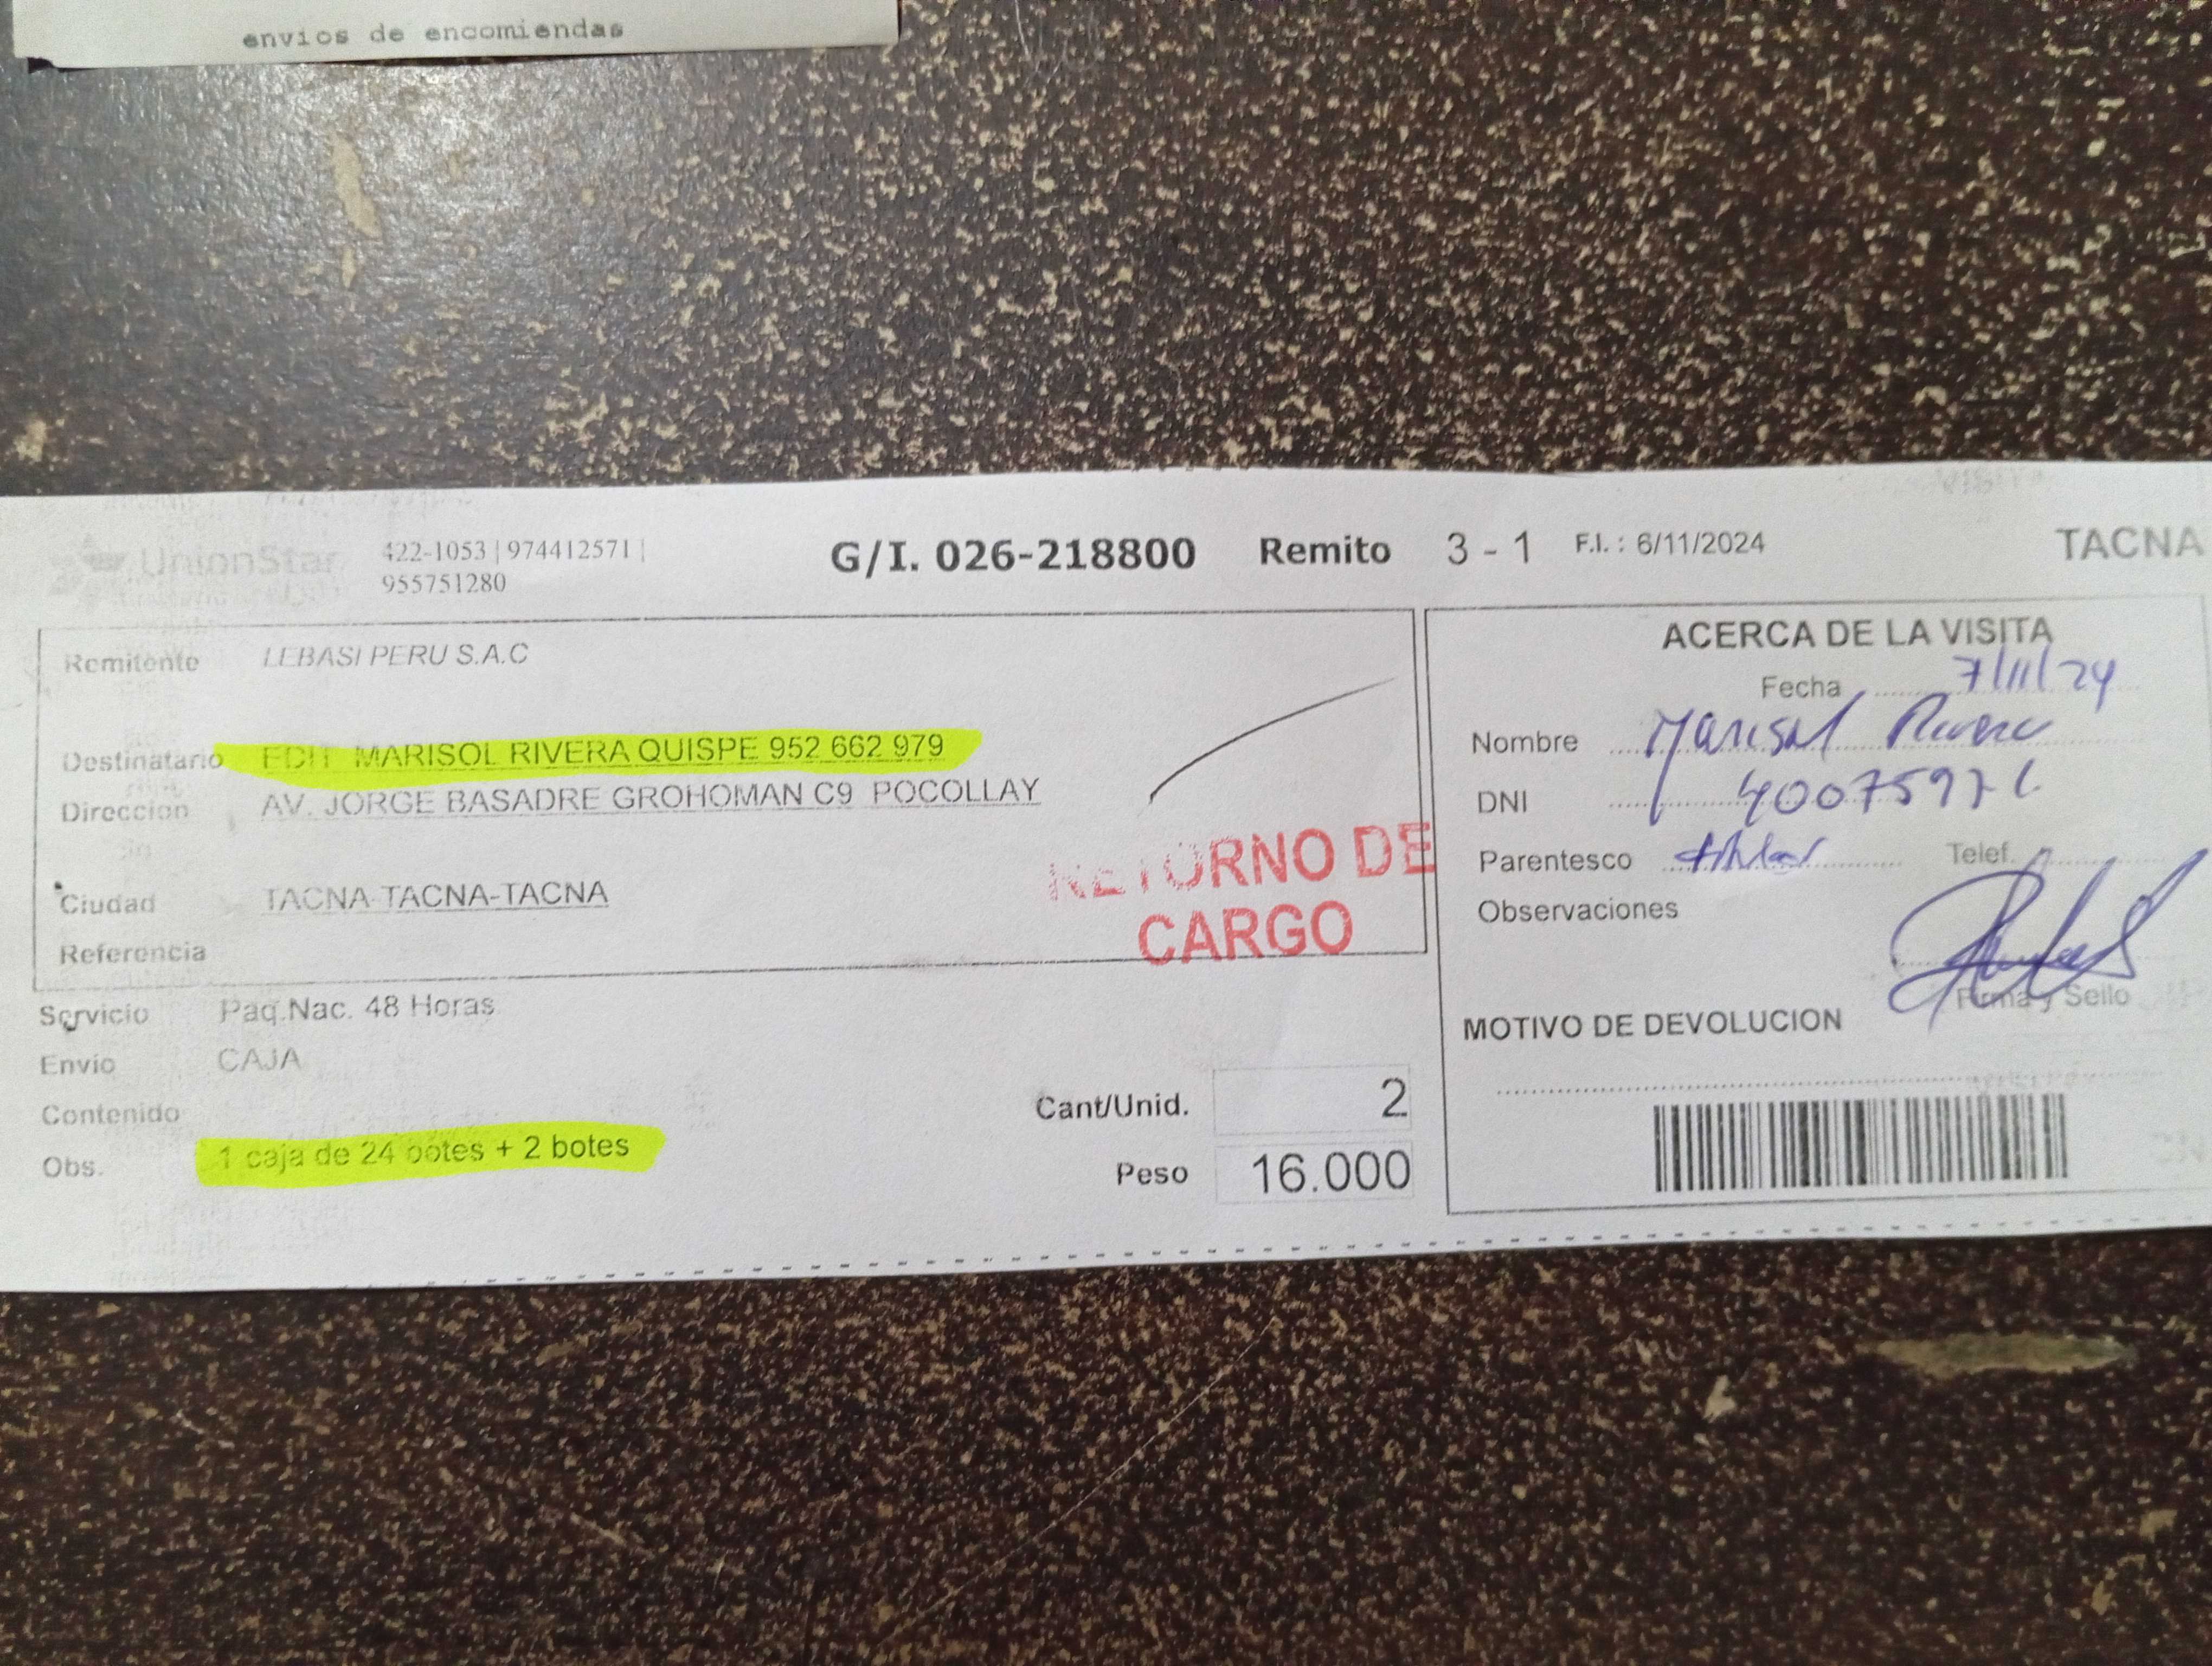 envios de encomiendas
UnionStar 422-1053 | 974412571 |
955751280
G/I. 026-218800 Remito 3 - 1 F.I. : 6/11/2024 TACNA
Remitente LEBASI PERU S.A.C
Destinatario EDIT MARISOL RIVERA QUISPE 952 662 979
Direccion AV. JORGE BASADRE GROHOMAN C9 POCOLLAY
Ciudad TACNA-TACNA-TACNA
Referencia
RETORNO DE
CARGO
Servicio Paq.Nac. 48 Horas
Envio CAJA
Contenido
Obs. 1 caja de 24 botes + 2 botes
Cant/Unid. 2
Peso 16.000
ACERCA DE LA VISITA
Fecha 7/11/24
Nombre Marisol Rivera
DNI
Parentesco titular Telef.
Observaciones
Firma y Sello
MOTIVO DE DEVOLUCION